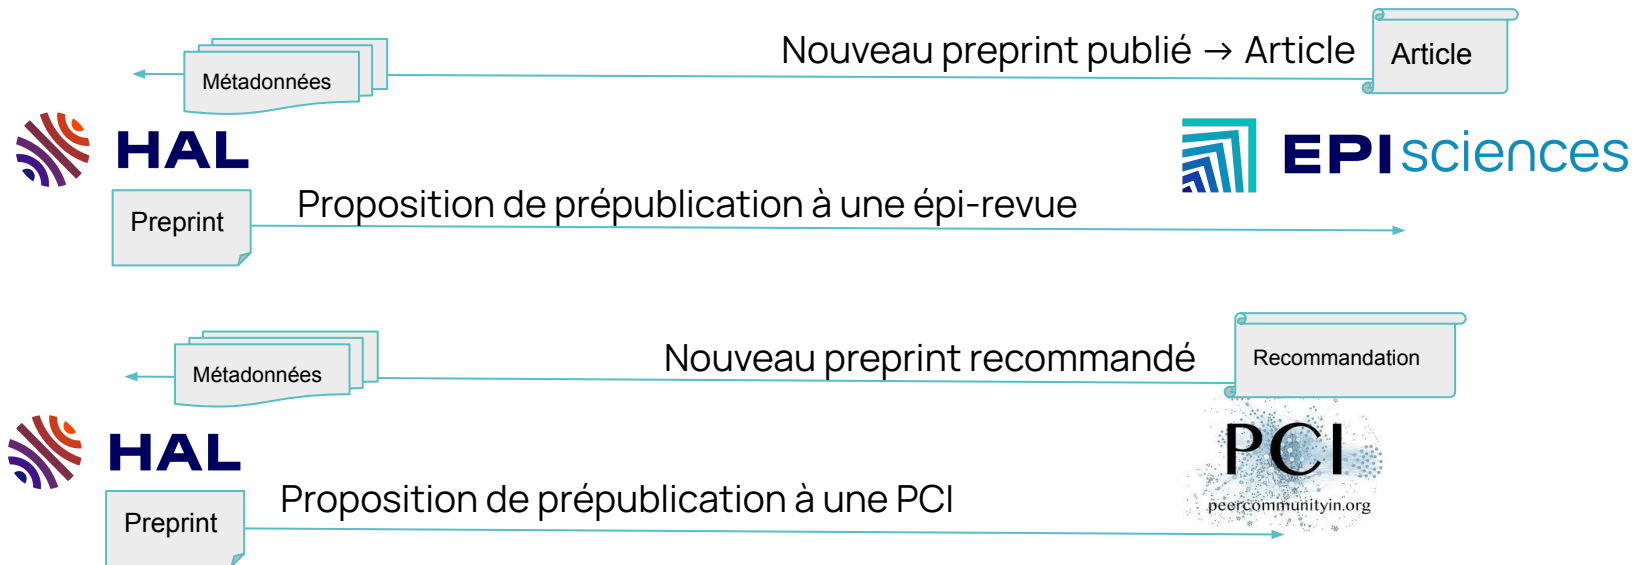 Nouveau preprint publié → Article
Article
Métadonnées
HAL
EPIsciences
Preprint
Proposition de prépublication à une épi-revue
Nouveau preprint recommandé
Recommandation
Métadonnées
HAL
PCI
peercommunityin.org
Preprint
Proposition de prépublication à une PCI